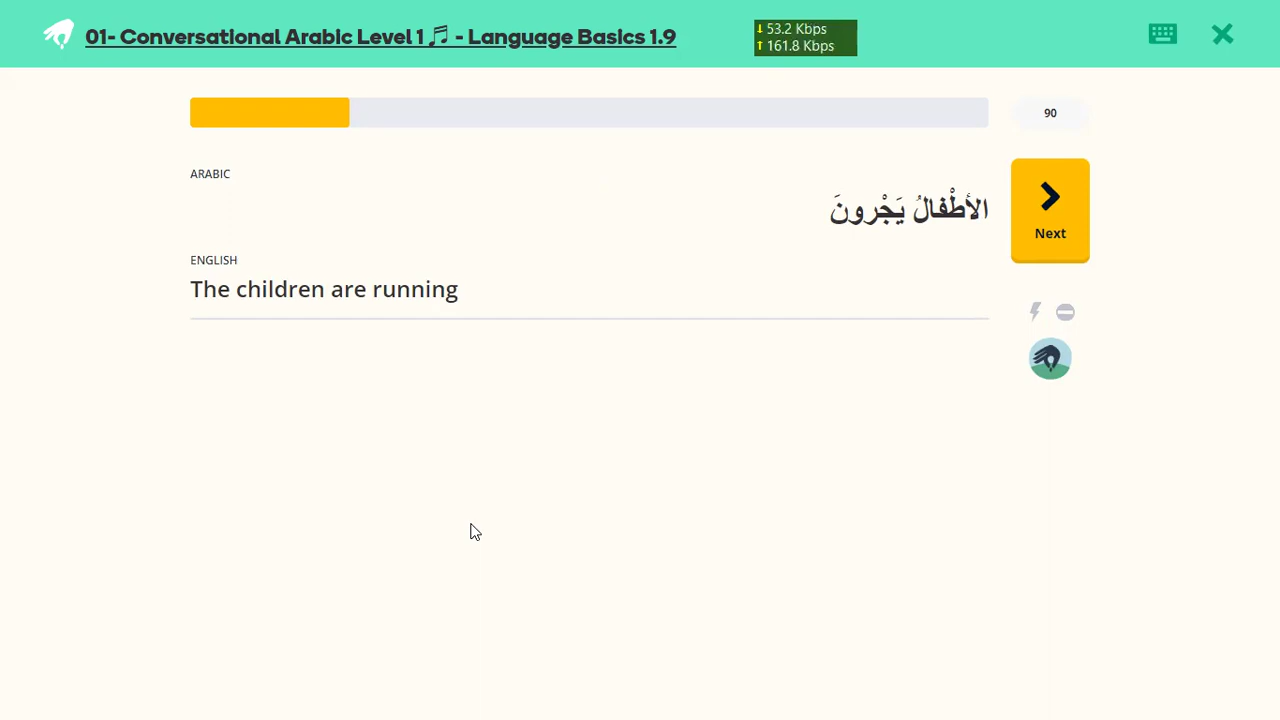 01- Conversational Arabic Level 1🎵 - Language Basics 1.9
↓ 53.2 Kbps
↑ 161.8 Kbps
90
ARABIC
الأطْفالُ يَجْرونَ
Next
ENGLISH
The children are running